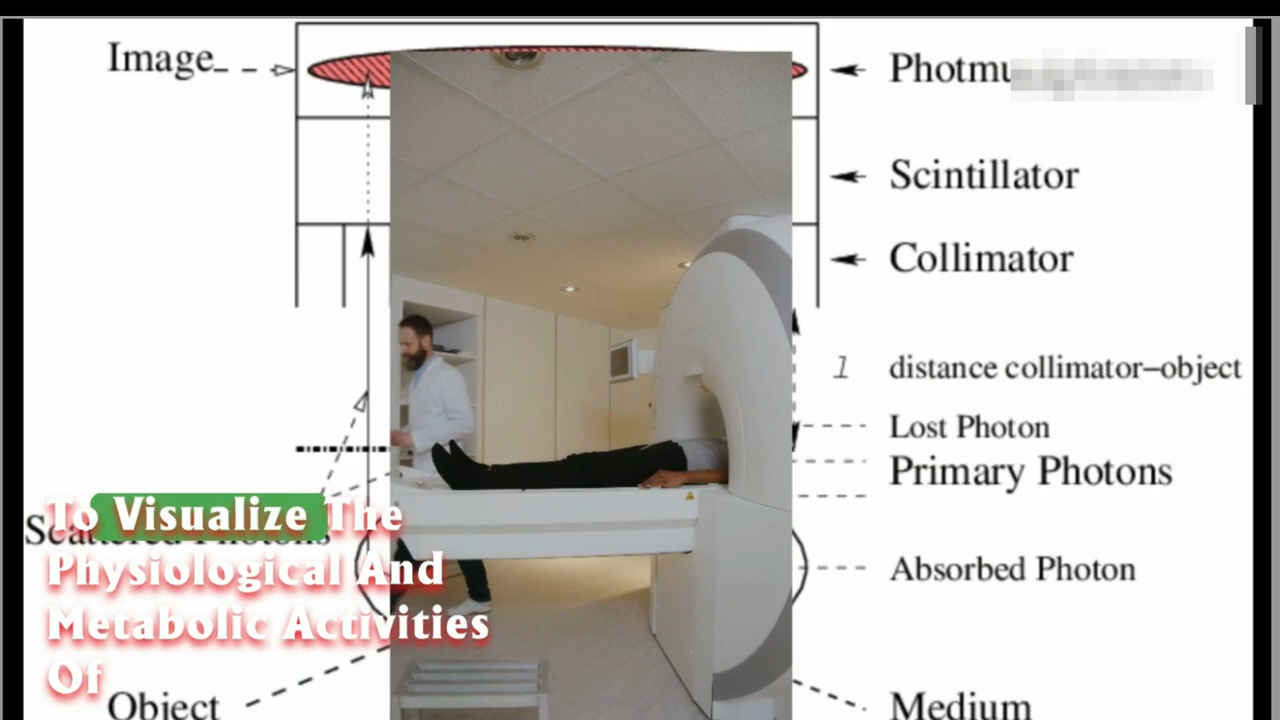 Image
Scintillator
Collimator
l distance collimator–object
Lost Photon
Primary Photons
To Visualize The
Physiological And
Metabolic Activities
Of
Absorbed Photon
Object
Medium